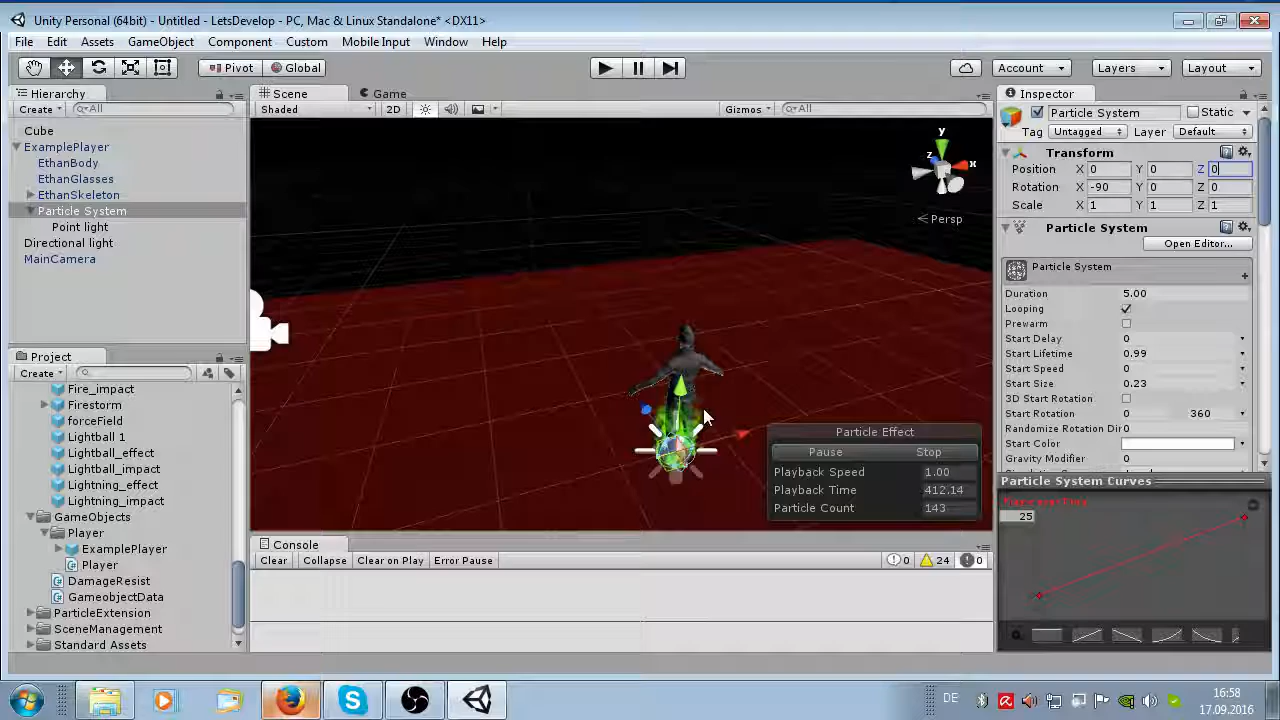 Unity Personal (64bit) - Untitled - LetsDevelop - PC, Mac & Linux Standalone* <DX11>
File Edit Assets GameObject Component Custom Mobile Input Window Help
Pivot Global Account Layers Layout
Hierarchy
Create All
Cube
ExamplePlayer
EthanBody
EthanGlasses
EthanSkeleton
Particle System
Point light
Directional light
MainCamera
Project
Create
Fire_impact
Firestorm
forceField
Lightball 1
Lightball_effect
Lightball_impact
Lightning_effect
Lightning_impact
GameObjects
Player
ExamplePlayer
Player
DamageResist
GameobjectData
ParticleExtension
SceneManagement
Standard Assets
Scene Game
Shaded 2D Gizmos All
y
z x
Persp
Particle Effect
Pause Stop
Playback Speed 1.00
Playback Time 412.14
Particle Count 143
Console
Clear Collapse Clear on Play Error Pause 0 24 0
Inspector
Particle System Static
Tag Untagged Layer Default
Transform
Position X 0 Y 0 Z 0
Rotation X -90 Y 0 Z 0
Scale X 1 Y 1 Z 1
Particle System
Open Editor...
Particle System
Duration 5.00
Looping
Prewarm
Start Delay 0
Start Lifetime 0.99
Start Speed 0
Start Size 0.23
3D Start Rotation
Start Rotation 0 360
Randomize Rotation Dir 0
Start Color
Gravity Modifier 0
Particle System Curves
25
DE 16:58
17.09.2016